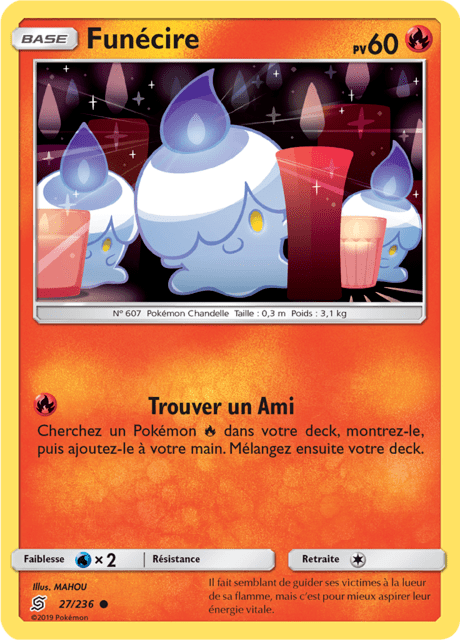 BASE Funécire PV60
N° 607 Pokémon Chandelle Taille : 0,3 m Poids : 3,1 kg
Trouver un Ami
Cherchez un Pokémon dans votre deck, montrez-le,
puis ajoutez-le à votre main. Mélangez ensuite votre deck.
Faiblesse ×2 Résistance Retraite
Illus. MAHOU
27/236
©2019 Pokémon
Il fait semblant de guider ses victimes à la lueur
de sa flamme, mais c'est pour mieux aspirer leur
énergie vitale.